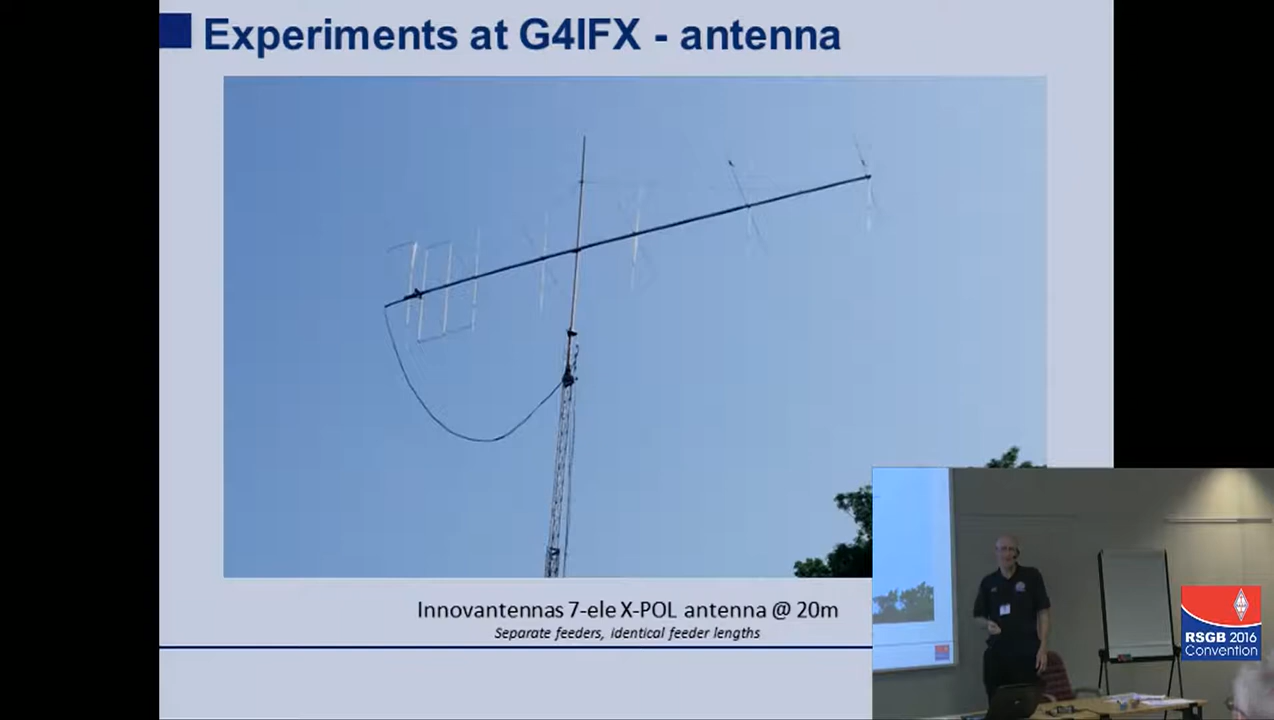 Experiments at G4IFX - antenna
Innovantennas 7-ele X-POL antenna @ 20m
Separate feeders, identical feeder lengths
RSGB 2016
Convention